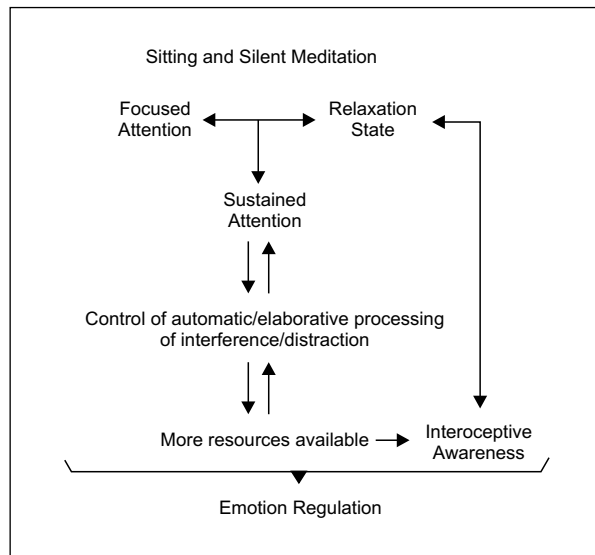 Sitting and Silent Meditation
Focused
Attention
Relaxation
State
Sustained
Attention
Control of automatic/elaborative processing
of interference/distraction
More resources available
Interoceptive
Awareness
Emotion Regulation